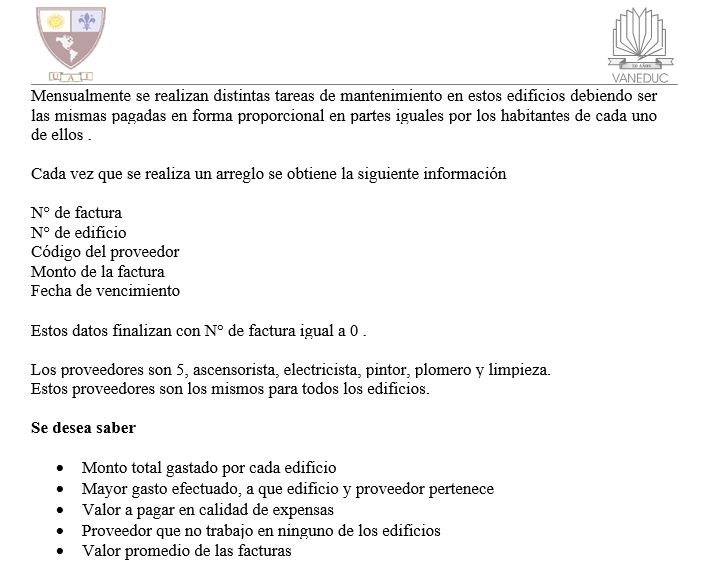 U A I
VANEDUC
Mensualmente se realizan distintas tareas de mantenimiento en estos edificios debiendo ser
las mismas pagadas en forma proporcional en partes iguales por los habitantes de cada uno
de ellos .
Cada vez que se realiza un arreglo se obtiene la siguiente información
N° de factura
N° de edificio
Código del proveedor
Monto de la factura
Fecha de vencimiento
Estos datos finalizan con N° de factura igual a 0 .
Los proveedores son 5, ascensorista, electricista, pintor, plomero y limpieza.
Estos proveedores son los mismos para todos los edificios.
Se desea saber
• Monto total gastado por cada edificio
• Mayor gasto efectuado, a que edificio y proveedor pertenece
• Valor a pagar en calidad de expensas
• Proveedor que no trabajo en ninguno de los edificios
• Valor promedio de las facturas